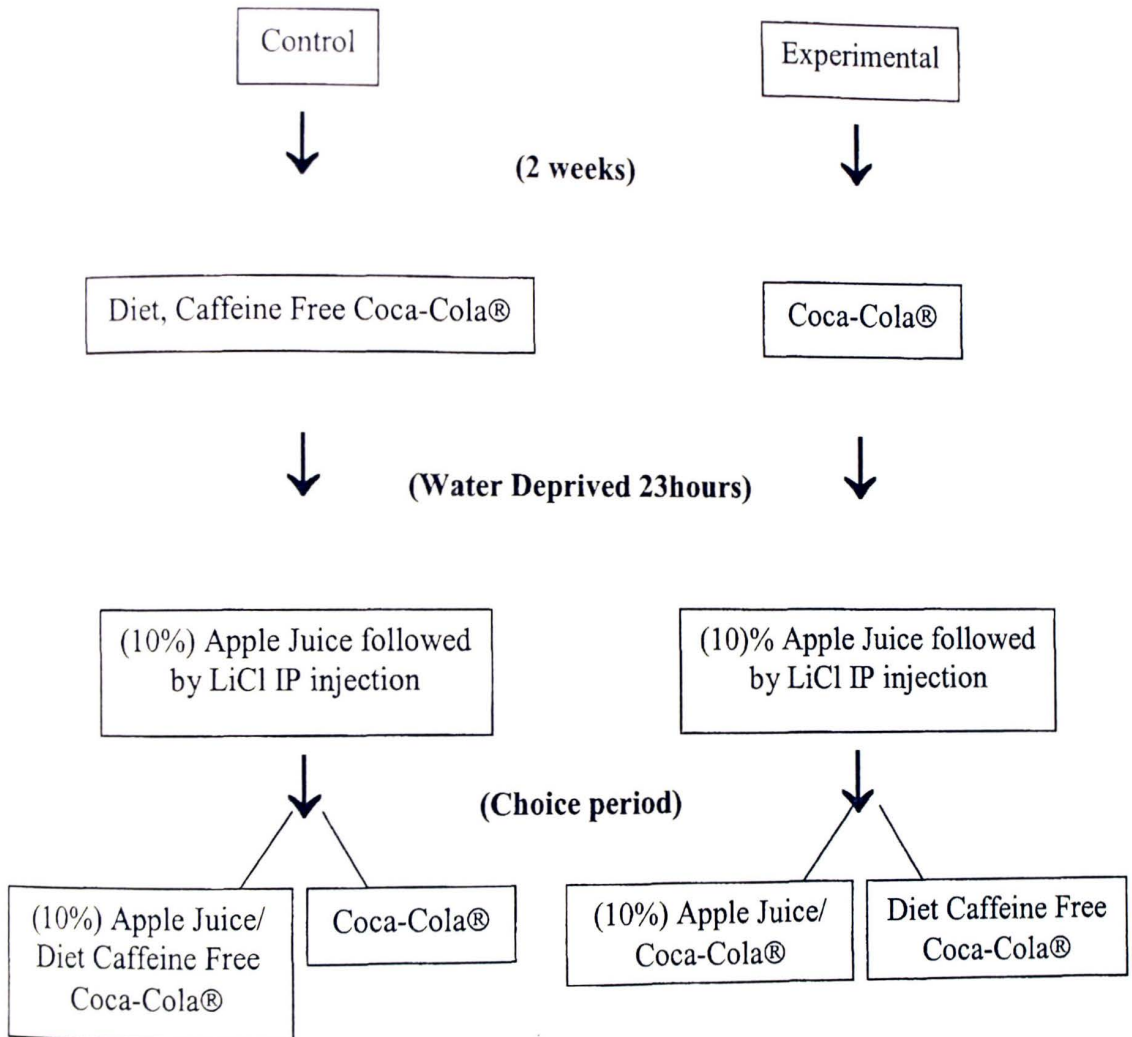 Control
Experimental
(2 weeks)
Diet, Caffeine Free Coca-Cola®
Coca-Cola®
(Water Deprived 23hours)
(10%) Apple Juice followed
by LiCl IP injection
(10)% Apple Juice followed
by LiCl IP injection
(Choice period)
(10%) Apple Juice/
Diet Caffeine Free
Coca-Cola®
Coca-Cola®
(10%) Apple Juice/
Coca-Cola®
Diet Caffeine Free
Coca-Cola®